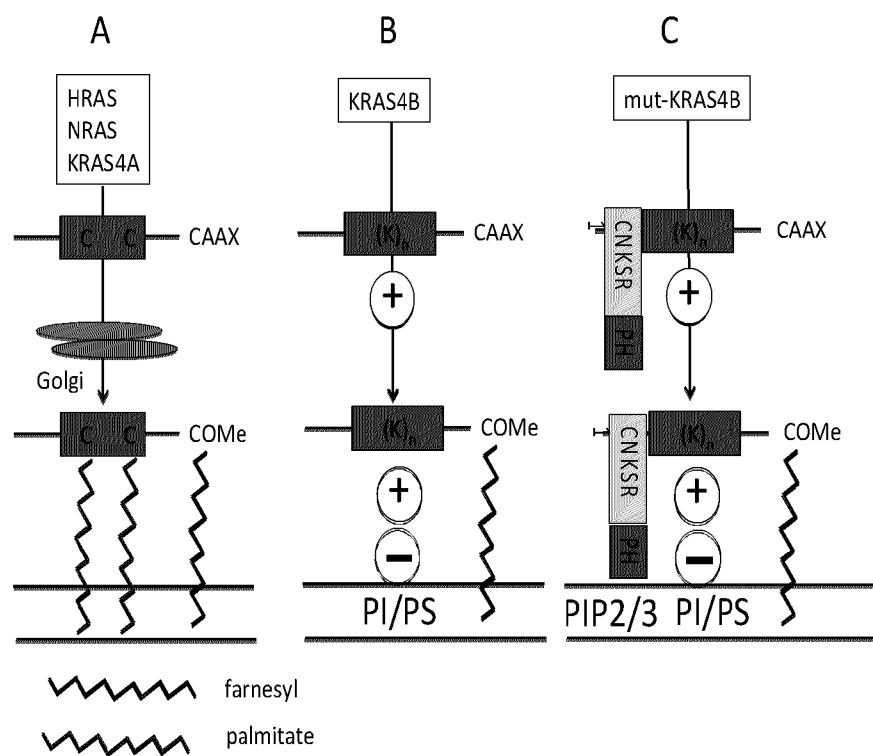 A
HRAS
NRAS
KRAS4A
C C CAAX
Golgi
C C COMe
B
KRAS4B
(K)n CAAX
+
(K)n COMe
+
−
PI/PS
C
mut-KRAS4B
CNKSR (K)n CAAX
PH +
CNKSR (K)n COMe
PH +
−
PIP2/3 PI/PS
farnesyl
palmitate